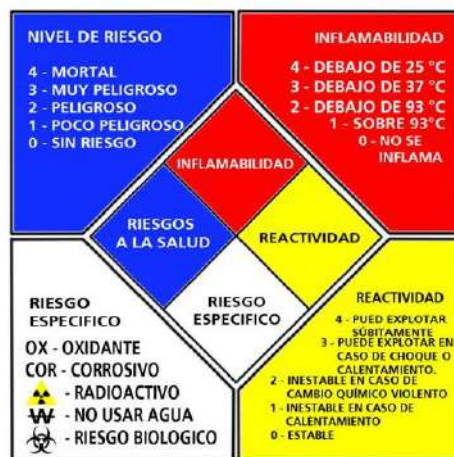 NIVEL DE RIESGO
4 - MORTAL
3 - MUY PELIGROSO
2 - PELIGROSO
1 - POCO PELIGROSO
0 - SIN RIESGO
INFLAMABILIDAD
4 - DEBAJO DE 25 °C
3 - DEBAJO DE 37 °C
2 - DEBAJO DE 93 °C
1 - SOBRE 93°C
0 - NO SE
INFLAMA
INFLAMABILIDAD
RIESGOS
A LA SALUD
REACTIVIDAD
RIESGO
ESPECIFICO
RIESGO
ESPECIFICO
OX - OXIDANTE
COR - CORROSIVO
- RADIOACTIVO
W - NO USAR AGUA
- RIESGO BIOLOGICO
REACTIVIDAD
4 - PUED EXPLOTAR
SÚBITAMENTE
3 - PUEDE EXPLOTAR EN
CASO DE CHOQUE O
CALENTAMIENTO.
2 - INESTABLE EN CASO DE
CAMBIO QUÍMICO VIOLENTO
1 - INESTABLE EN CASO DE
CALENTAMIENTO
0 - ESTABLE